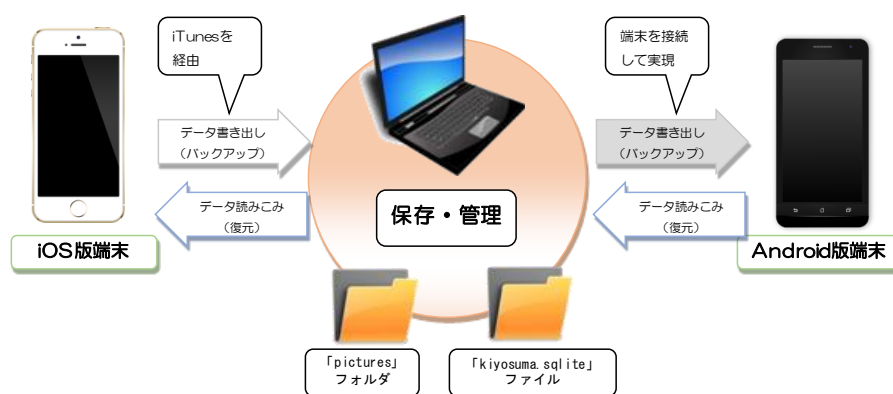 iTunesを
経由
端末を接続
して実現
データ書き出し
（バックアップ）
データ書き出し
（バックアップ）
データ読みこみ
（復元）
データ読みこみ
（復元）
保存・管理
iOS版端末
Android版端末
「pictures」
フォルダ
「kiyosuma.sqlite」
ファイル